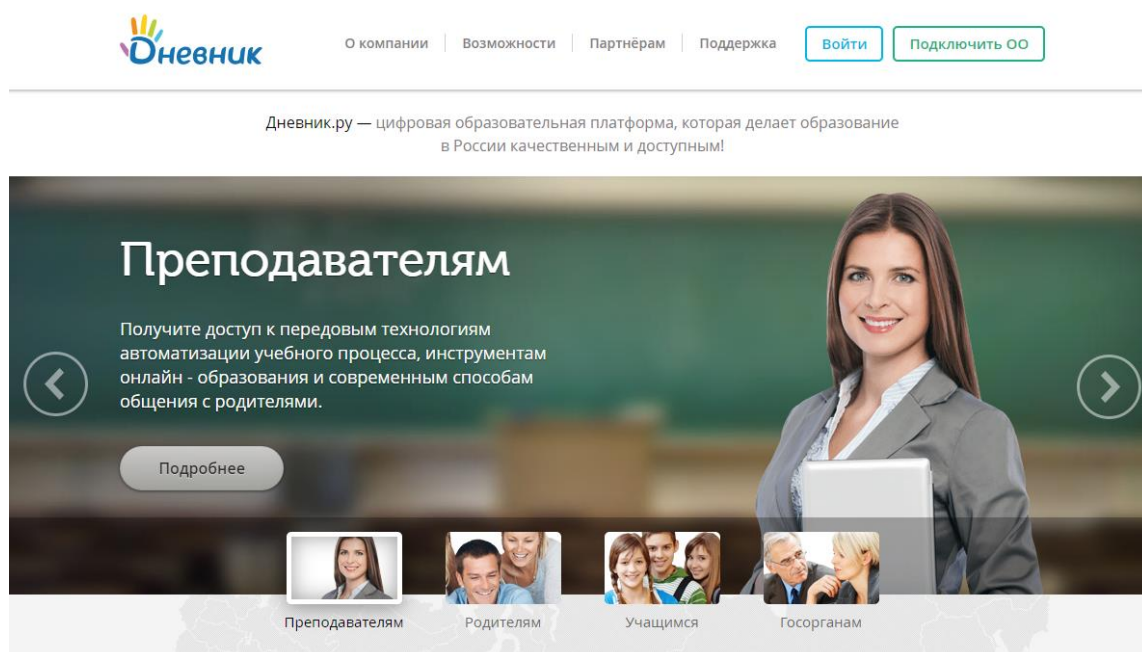 Дневник
О компании
Возможности
Партнёрам
Поддержка
Войти
Подключить ОО
Дневник.ру — цифровая образовательная платформа, которая делает образование
в России качественным и доступным!
Преподавателям
Получите доступ к передовым технологиям
автоматизации учебного процесса, инструментам
онлайн - образования и современным способам
общения с родителями.
Подробнее
Преподавателям
Родителям
Учащимся
Госорганам